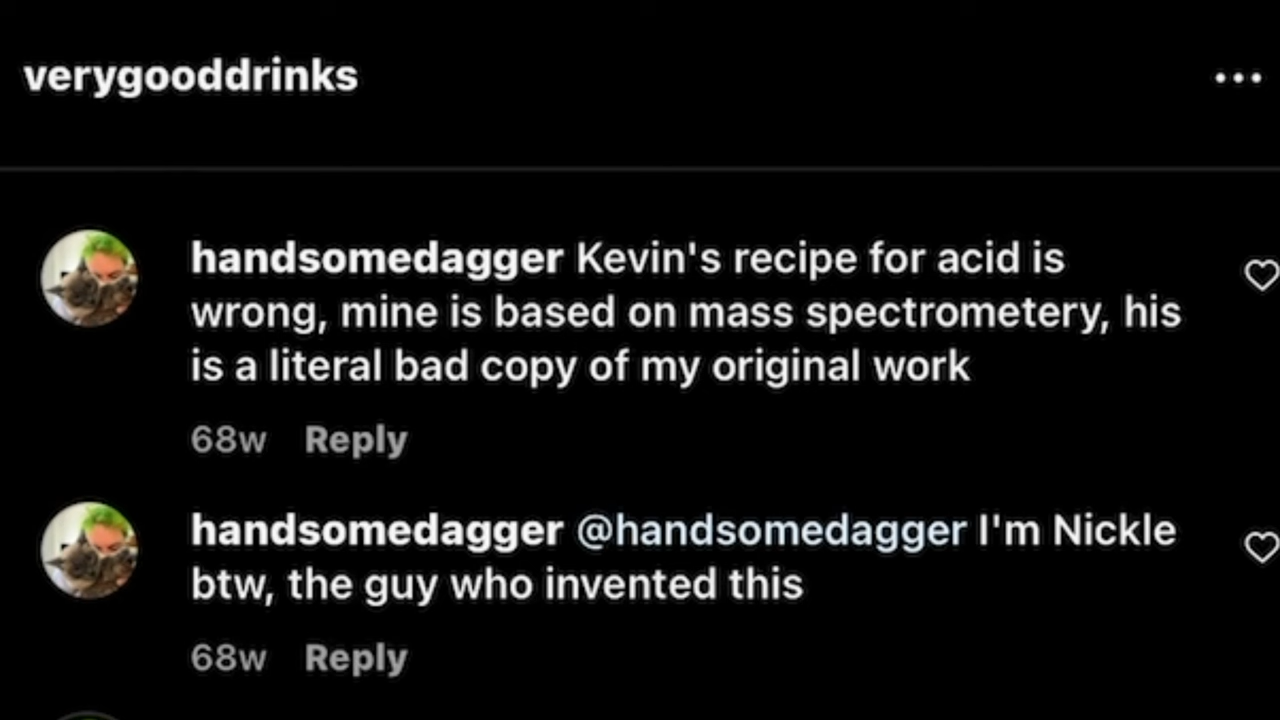 verygooddrinks
handsomedagger Kevin's recipe for acid is
wrong, mine is based on mass spectrometery, his
is a literal bad copy of my original work
68w Reply
handsomedagger @handsomedagger I'm Nickle
btw, the guy who invented this
68w Reply